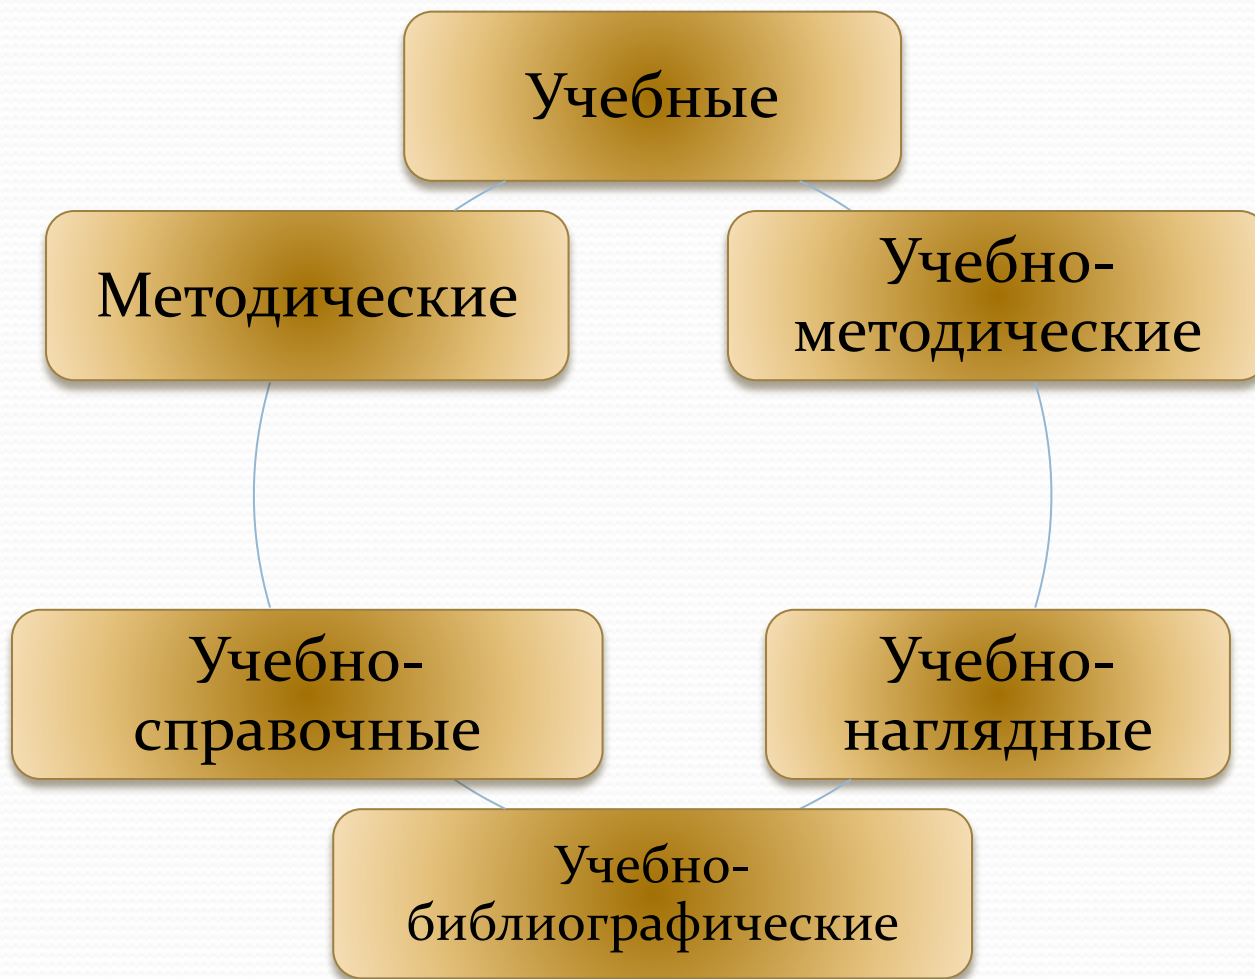 Учебные
Методические
Учебно-
методические
Учебно-
справочные
Учебно-
наглядные
Учебно-
библиографические